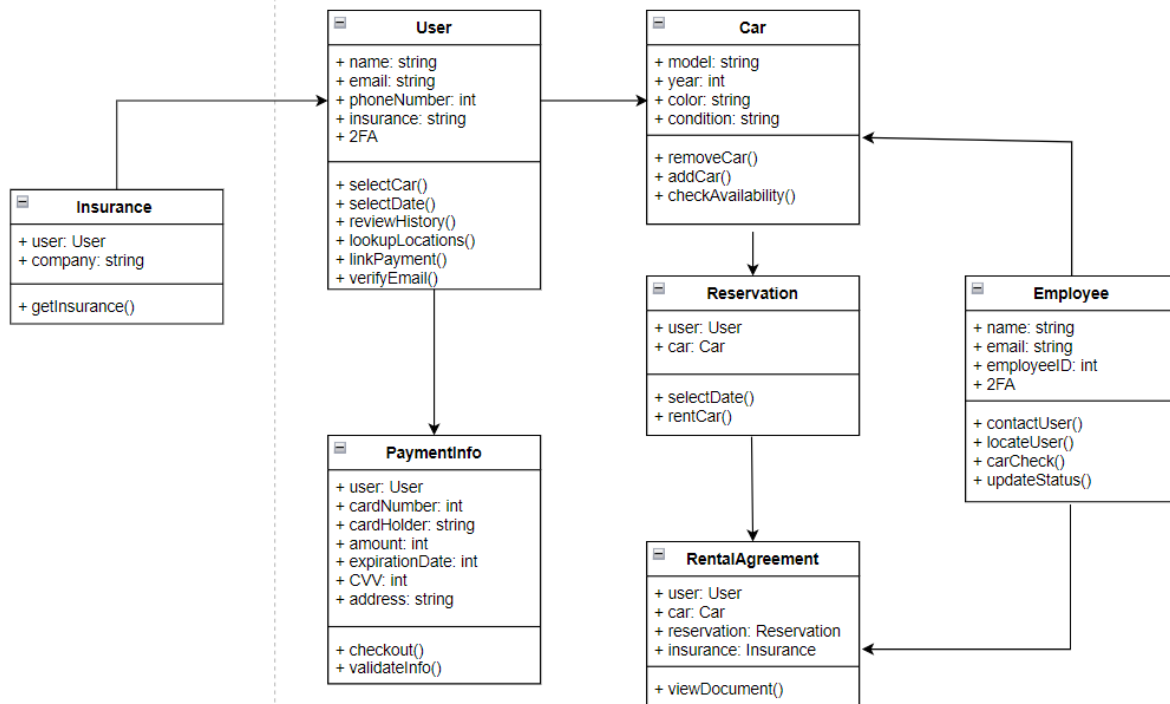 User
+ name: string
+ email: string
+ phoneNumber: int
+ insurance: string
+ 2FA
+ selectCar()
+ selectDate()
+ reviewHistory()
+ lookupLocations()
+ linkPayment()
+ verifyEmail()
Car
+ model: string
+ year: int
+ color: string
+ condition: string
+ removeCar()
+ addCar()
+ checkAvailability()
Insurance
+ user: User
+ company: string
+ getInsurance()
Reservation
+ user: User
+ car: Car
+ selectDate()
+ rentCar()
Employee
+ name: string
+ email: string
+ employeeID: int
+ 2FA
+ contactUser()
+ locateUser()
+ carCheck()
+ updateStatus()
PaymentInfo
+ user: User
+ cardNumber: int
+ cardHolder: string
+ amount: int
+ expirationDate: int
+ CVV: int
+ address: string
+ checkout()
+ validateInfo()
RentalAgreement
+ user: User
+ car: Car
+ reservation: Reservation
+ insurance: Insurance
+ viewDocument()